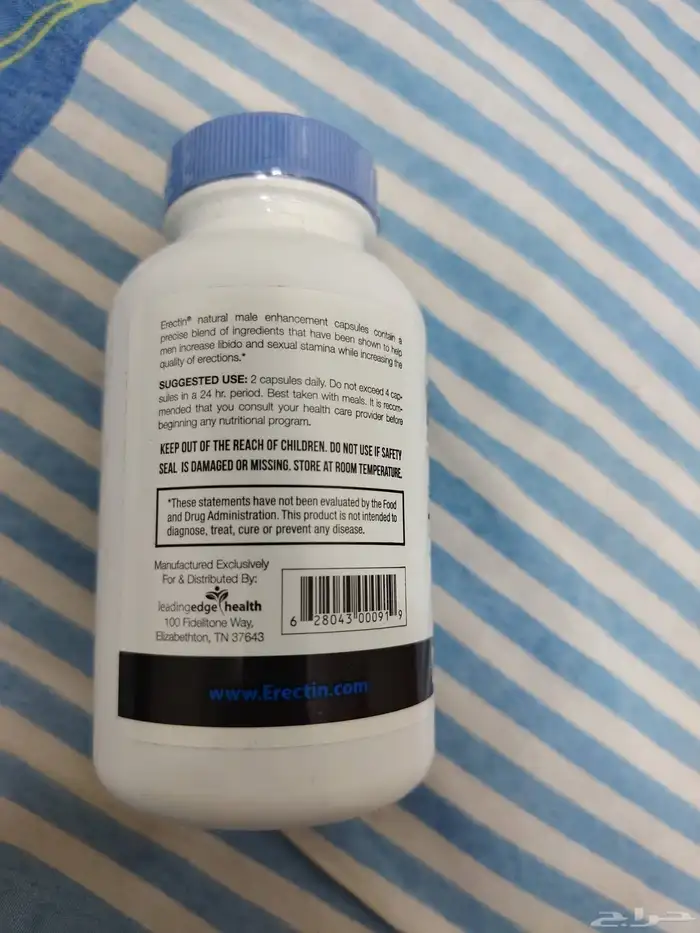 Erectin® natural male enhancement capsules contain a
precise blend of ingredients that have been shown to help
men increase libido and sexual stamina while increasing the
quality of erections.*
SUGGESTED USE: 2 capsules daily. Do not exceed 4 cap-
sules in a 24 hr. period. Best taken with meals. It is recom-
mended that you consult your health care provider before
beginning any nutritional program.
KEEP OUT OF THE REACH OF CHILDREN. DO NOT USE IF SAFETY
SEAL IS DAMAGED OR MISSING. STORE AT ROOM TEMPERATURE.
*These statements have not been evaluated by the Food
and Drug Administration. This product is not intended to
diagnose, treat, cure or prevent any disease.
Manufactured Exclusively
For & Distributed By:
leadingedge health
100 Fidelitone Way,
Elizabethton, TN 37643
6 28043 00091 9
www.Erectin.com
حراج